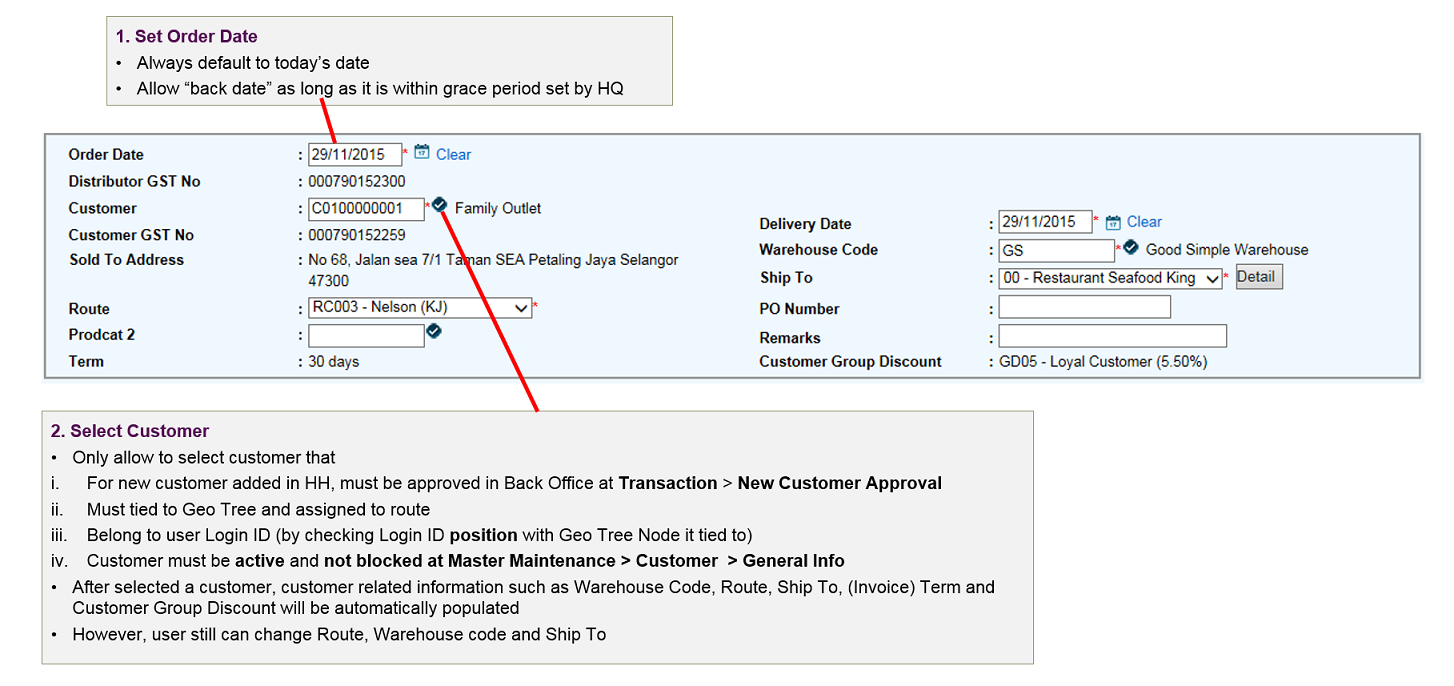 1. Set Order Date
• Always default to today’s date
• Allow “back date” as long as it is within grace period set by HQ
Order Date : 29/11/2015 * 17 Clear
Distributor GST No : 000790152300
Customer : C0100000001 * Family Outlet
Customer GST No : 000790152259
Sold To Address : No 68, Jalan sea 7/1 Taman SEA Petaling Jaya Selangor
47300
Route : RC003 - Nelson (KJ) *
Prodcat 2 :
Term : 30 days
Delivery Date : 29/11/2015 * 17 Clear
Warehouse Code : GS * Good Simple Warehouse
Ship To : 00 - Restaurant Seafood King * Detail
PO Number :
Remarks :
Customer Group Discount : GD05 - Loyal Customer (5.50%)
2. Select Customer
• Only allow to select customer that
i. For new customer added in HH, must be approved in Back Office at Transaction > New Customer Approval
ii. Must tied to Geo Tree and assigned to route
iii. Belong to user Login ID (by checking Login ID position with Geo Tree Node it tied to)
iv. Customer must be active and not blocked at Master Maintenance > Customer > General Info
• After selected a customer, customer related information such as Warehouse Code, Route, Ship To, (Invoice) Term and
Customer Group Discount will be automatically populated
• However, user still can change Route, Warehouse code and Ship To